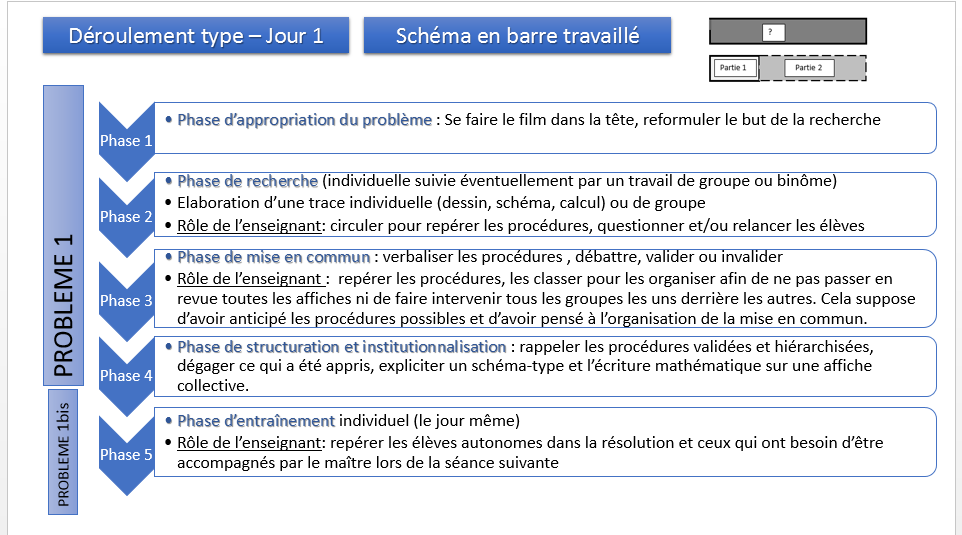 Déroulement type – Jour 1
Schéma en barre travaillé
?
Partie 1
Partie 2
PROBLEME 1
Phase 1
• Phase d’appropriation du problème : Se faire le film dans la tête, reformuler le but de la recherche
Phase 2
• Phase de recherche (individuelle suivie éventuellement par un travail de groupe ou binôme)
• Elaboration d’une trace individuelle (dessin, schéma, calcul) ou de groupe
• Rôle de l’enseignant: circuler pour repérer les procédures, questionner et/ou relancer les élèves
Phase 3
• Phase de mise en commun : verbaliser les procédures , débattre, valider ou invalider
• Rôle de l’enseignant : repérer les procédures, les classer pour les organiser afin de ne pas passer en
revue toutes les affiches ni de faire intervenir tous les groupes les uns derrière les autres. Cela suppose
d’avoir anticipé les procédures possibles et d’avoir pensé à l’organisation de la mise en commun.
Phase 4
• Phase de structuration et institutionnalisation : rappeler les procédures validées et hiérarchisées,
dégager ce qui a été appris, expliciter un schéma-type et l’écriture mathématique sur une affiche
collective.
PROBLEME 1bis
Phase 5
• Phase d’entraînement individuel (le jour même)
• Rôle de l’enseignant: repérer les élèves autonomes dans la résolution et ceux qui ont besoin d’être
accompagnés par le maître lors de la séance suivante